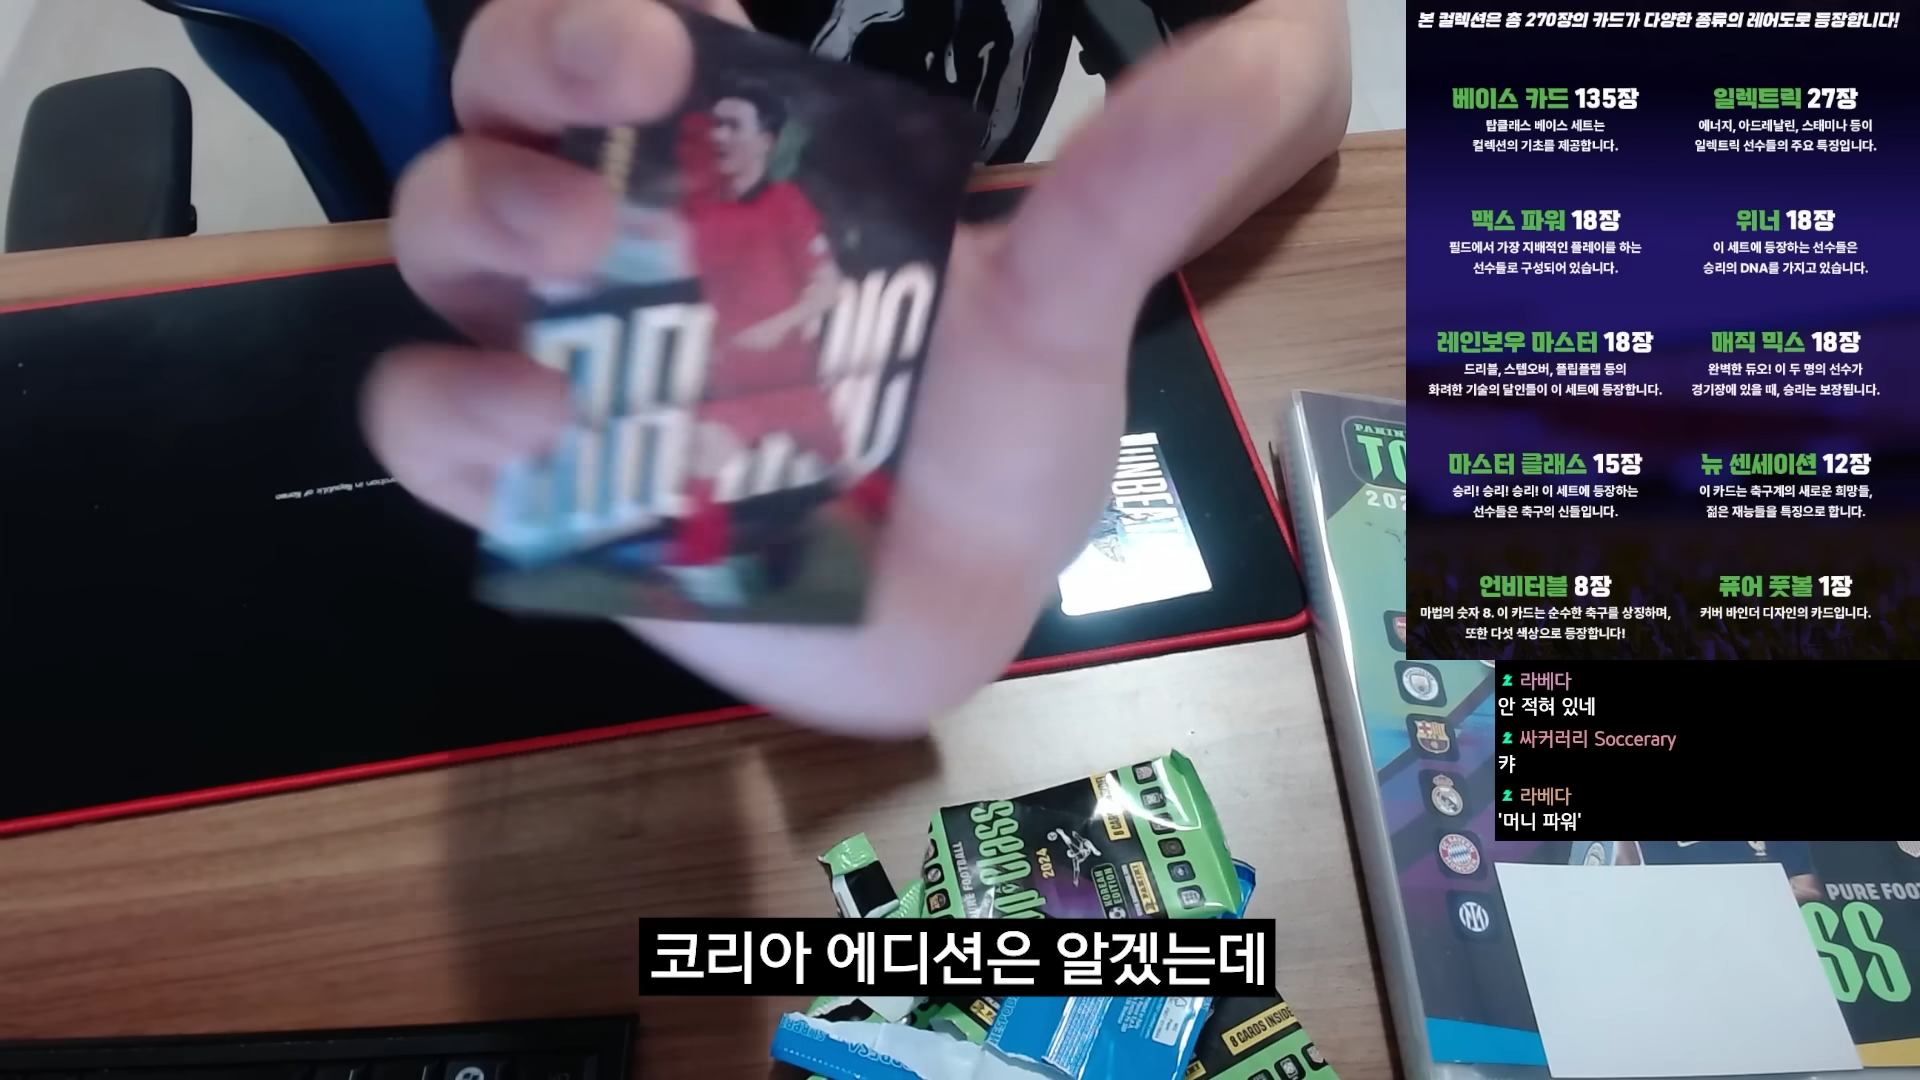 본 컬렉션은 총 270장의 카드가 다양한 종류의 레어도로 등장합니다!
베이스 카드 135장
탑클래스 베이스 세트는
컬렉션의 기초를 제공합니다.
일렉트릭 27장
에너지, 아드레날린, 스태미나 등이
일렉트릭 선수들의 주요 특징입니다.
맥스 파워 18장
필드에서 가장 지배적인 플레이를 하는
선수들로 구성되어 있습니다.
위너 18장
이 세트에 등장하는 선수들은
승리의 DNA를 가지고 있습니다.
레인보우 마스터 18장
드리블, 스텝오버, 플립플랩 등의
화려한 기술의 달인들이 이 세트에 등장합니다.
매직 믹스 18장
완벽한 듀오! 이 두 명의 선수가
경기장에 있을 때, 승리는 보장됩니다.
마스터 클래스 15장
승리! 승리! 승리! 이 세트에 등장하는
선수들은 축구의 신들입니다.
뉴 센세이션 12장
이 카드는 축구계의 새로운 희망들,
젊은 재능들을 특징으로 합니다.
언비터블 8장
마법의 숫자 8. 이 카드는 순수한 축구를 상징하며,
또한 다섯 색상으로 등장합니다!
퓨어 풋볼 1장
커버 바인더 디자인의 카드입니다.
라베다
안 적혀 있네
싸커러리 Soccerary
캬
라베다
'머니 파워'
UNBEAT
PANIN
TO
202
PURE FOO
SS
PURE FOOTBALL
op class
2024
KOREAN
EDITION
PANINI
8 CARDS INSIDE
코리아 에디션은 알겠는데